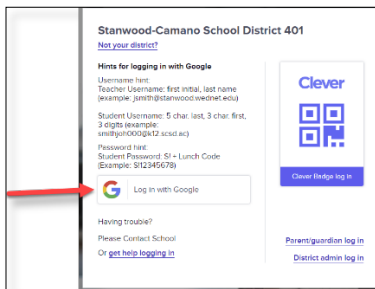 Stanwood-Camano School District 401
Not your district?
Hints for logging in with Google
Username hint:
Teacher Username: first initial, last name
(example: jsmith@stanwood.wednet.edu)
Student Username: 5 char. last, 3 char. first,
3 digits (example:
smithjoh000@k12.scsd.ac)
Password hint:
Student Password: S! + Lunch Code
(Example: S!12345678)
Log in with Google
Having trouble?
Please Contact School
Or get help logging in
Clever
Clever Badge log in
Parent/guardian log in
District admin log in